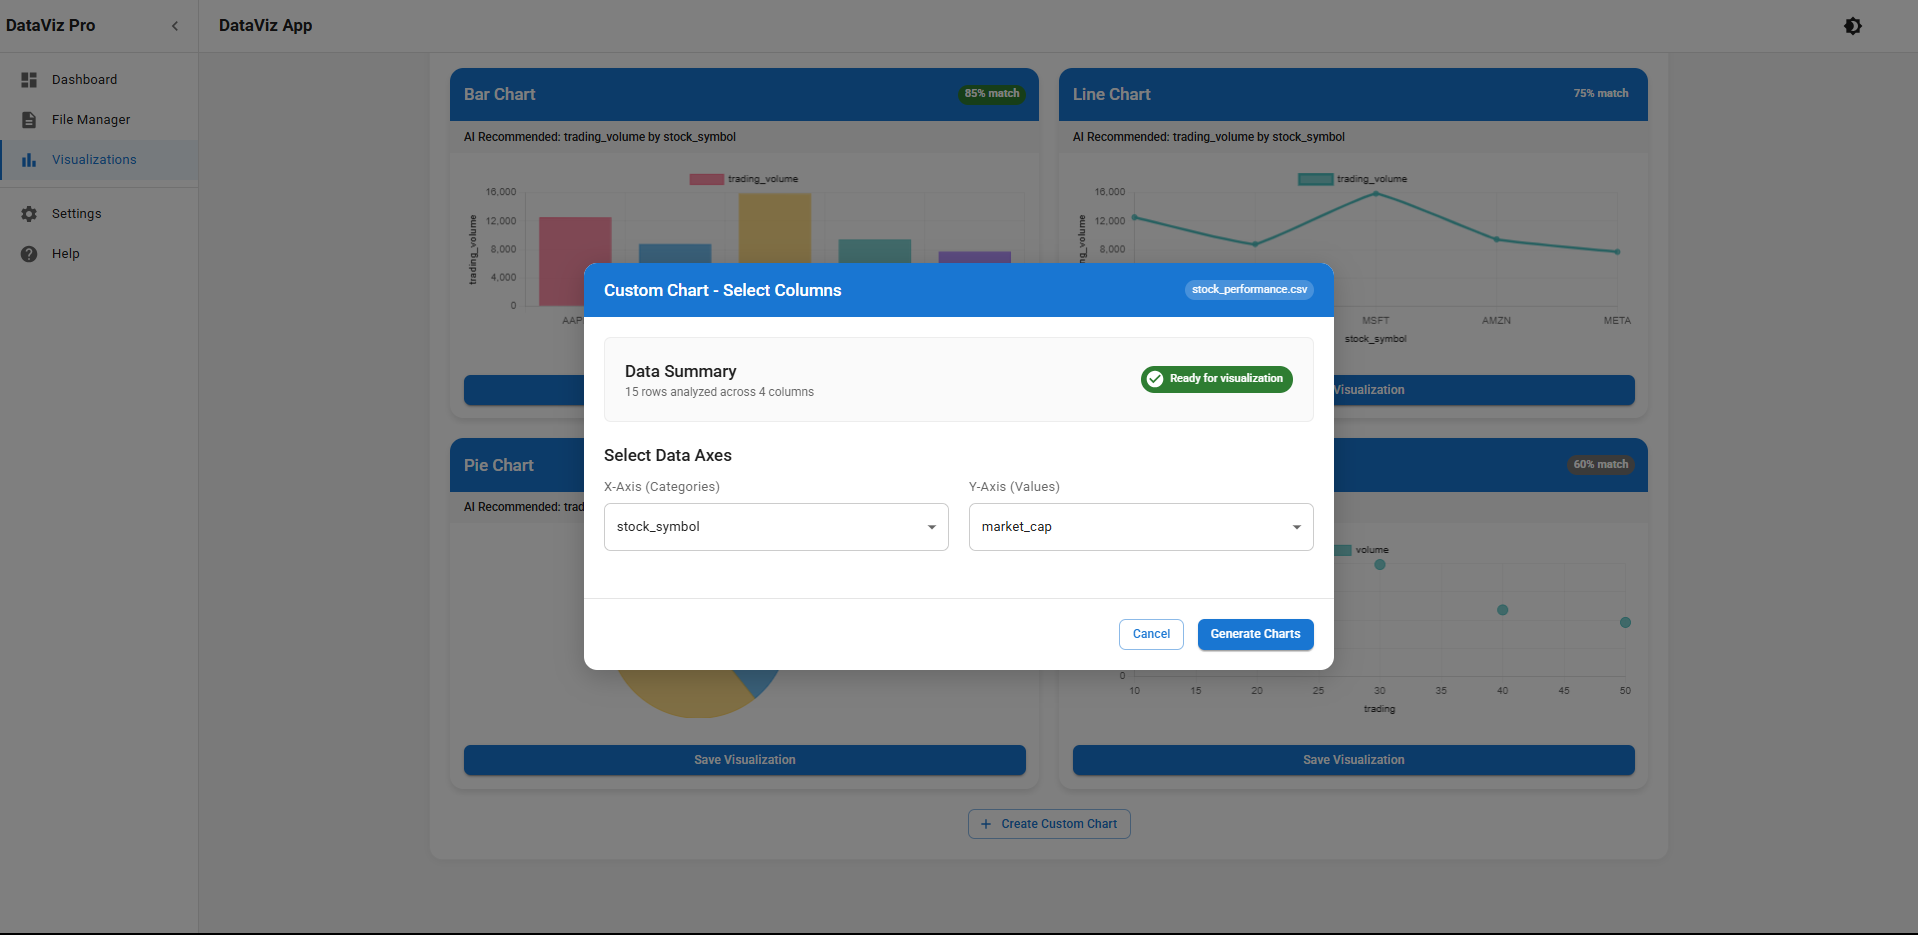 DataViz Pro
DataViz App
Dashboard
File Manager
Visualizations
Settings
Help
Bar Chart
85% match
AI Recommended: trading_volume by stock_symbol
trading_volume
16,000
12,000
8,000
4,000
0
trading_volume
Line Chart
75% match
AI Recommended: trading_volume by stock_symbol
trading_volume
16,000
12,000
8,000
MSFT
AMZN
META
stock_symbol
Visualization
Custom Chart - Select Columns
stock_performance.csv
Data Summary
15 rows analyzed across 4 columns
Ready for visualization
Select Data Axes
X-Axis (Categories)
Y-Axis (Values)
stock_symbol
market_cap
Cancel
Generate Charts
Pie Chart
AI Recommended:
Save Visualization
60% match
volume
0
10
15
20
25
30
35
40
45
50
trading
Save Visualization
+ Create Custom Chart